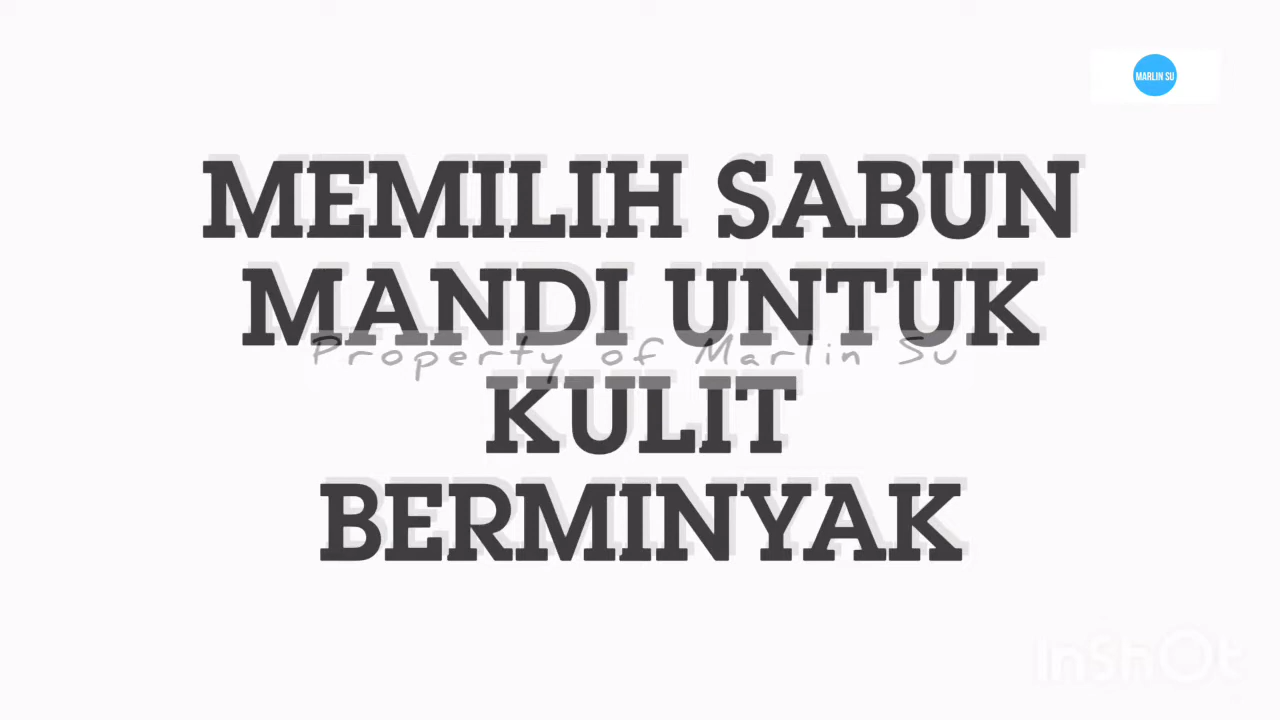 MARLIN SU
MEMILIH SABUN
MANDI UNTUK
Property of Marlin Su
KULIT
BERMINYAK
InShOt